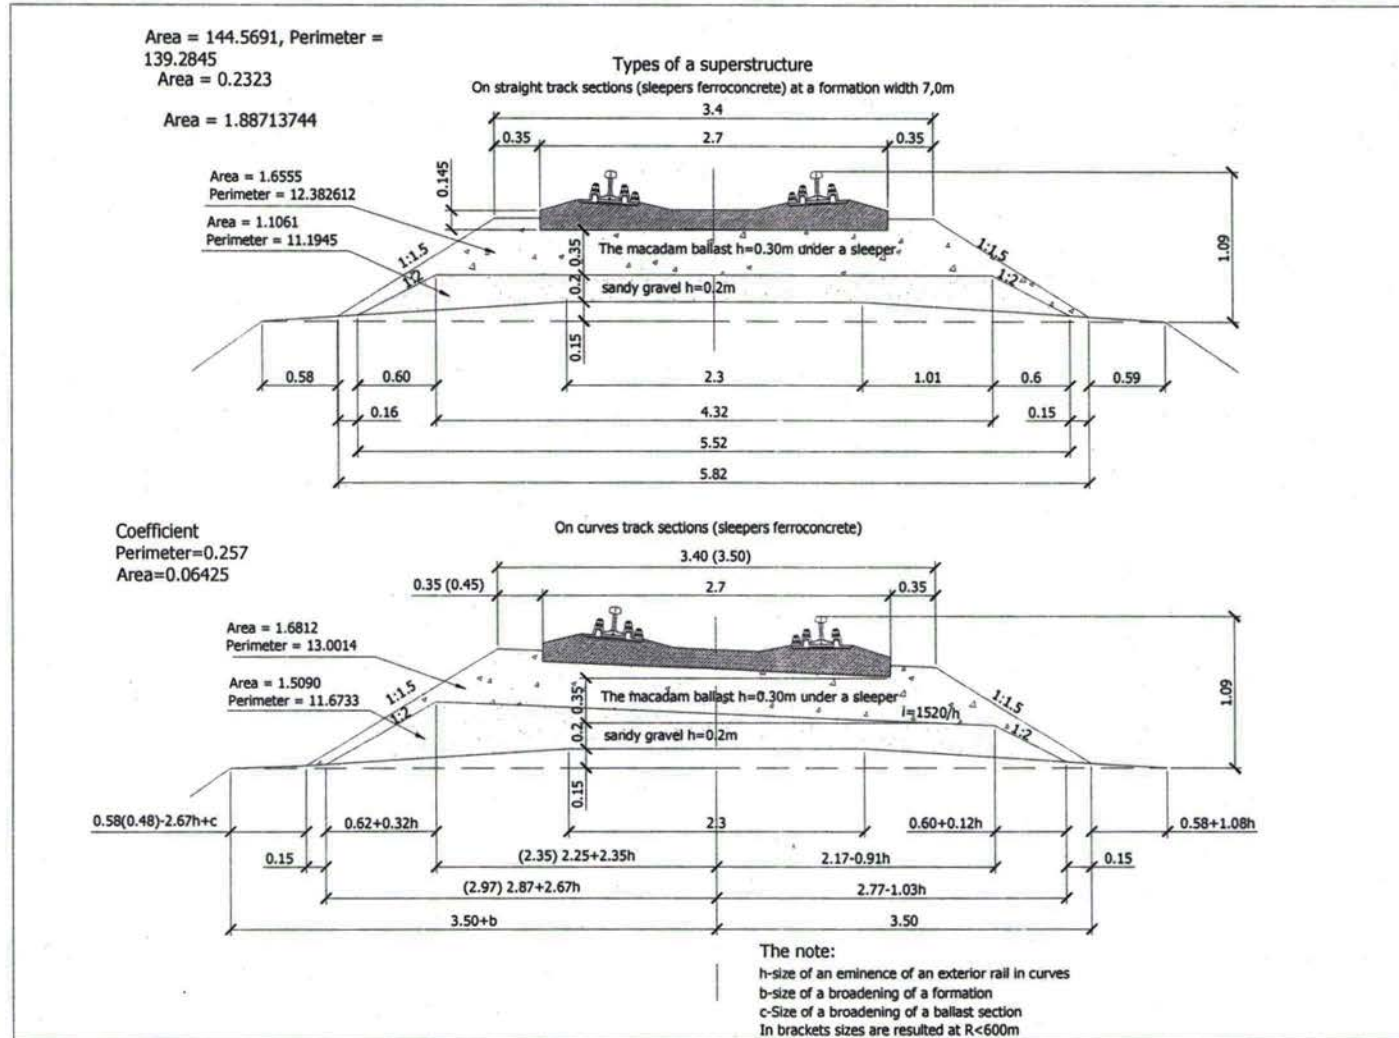 Area = 144.5691, Perimeter =
139.2845
Area = 0.2323
Area = 1.88713744
Types of a superstructure
On straight track sections (sleepers ferroconcrete) at a formation width 7,0m
3.4
0.35
2.7
0.35
0.145
Area = 1.6555
Perimeter = 12.382612
Area = 1.1061
Perimeter = 11.1945
1:1.5
1:2
0.35
The macadam ballast h=0.30m under a sleeper
0.2
sandy gravel h=0.2m
0.15
1:1.5
1:2
1.09
0.58
0.60
2.3
1.01
0.6
0.59
0.16
4.32
0.15
5.52
5.82
Coefficient
Perimeter=0.257
Area=0.06425
On curves track sections (sleepers ferroconcrete)
3.40 (3.50)
0.35 (0.45)
2.7
0.35
Area = 1.6812
Perimeter = 13.0014
Area = 1.5090
Perimeter = 11.6733
1:1.5
1:2
0.35
The macadam ballast h=0.30m under a sleeper
i=1520/h
0.2
sandy gravel h=0.2m
0.15
1:1.5
1:2
1.09
0.58(0.48)-2.67h+c
0.62+0.32h
2.3
0.60+0.12h
0.58+1.08h
0.15
(2.35) 2.25+2.35h
2.17-0.91h
0.15
(2.97) 2.87+2.67h
2.77-1.03h
3.50+b
3.50
The note:
h-size of an eminence of an exterior rail in curves
b-size of a broadening of a formation
c-Size of a broadening of a ballast section
In brackets sizes are resulted at R<600m